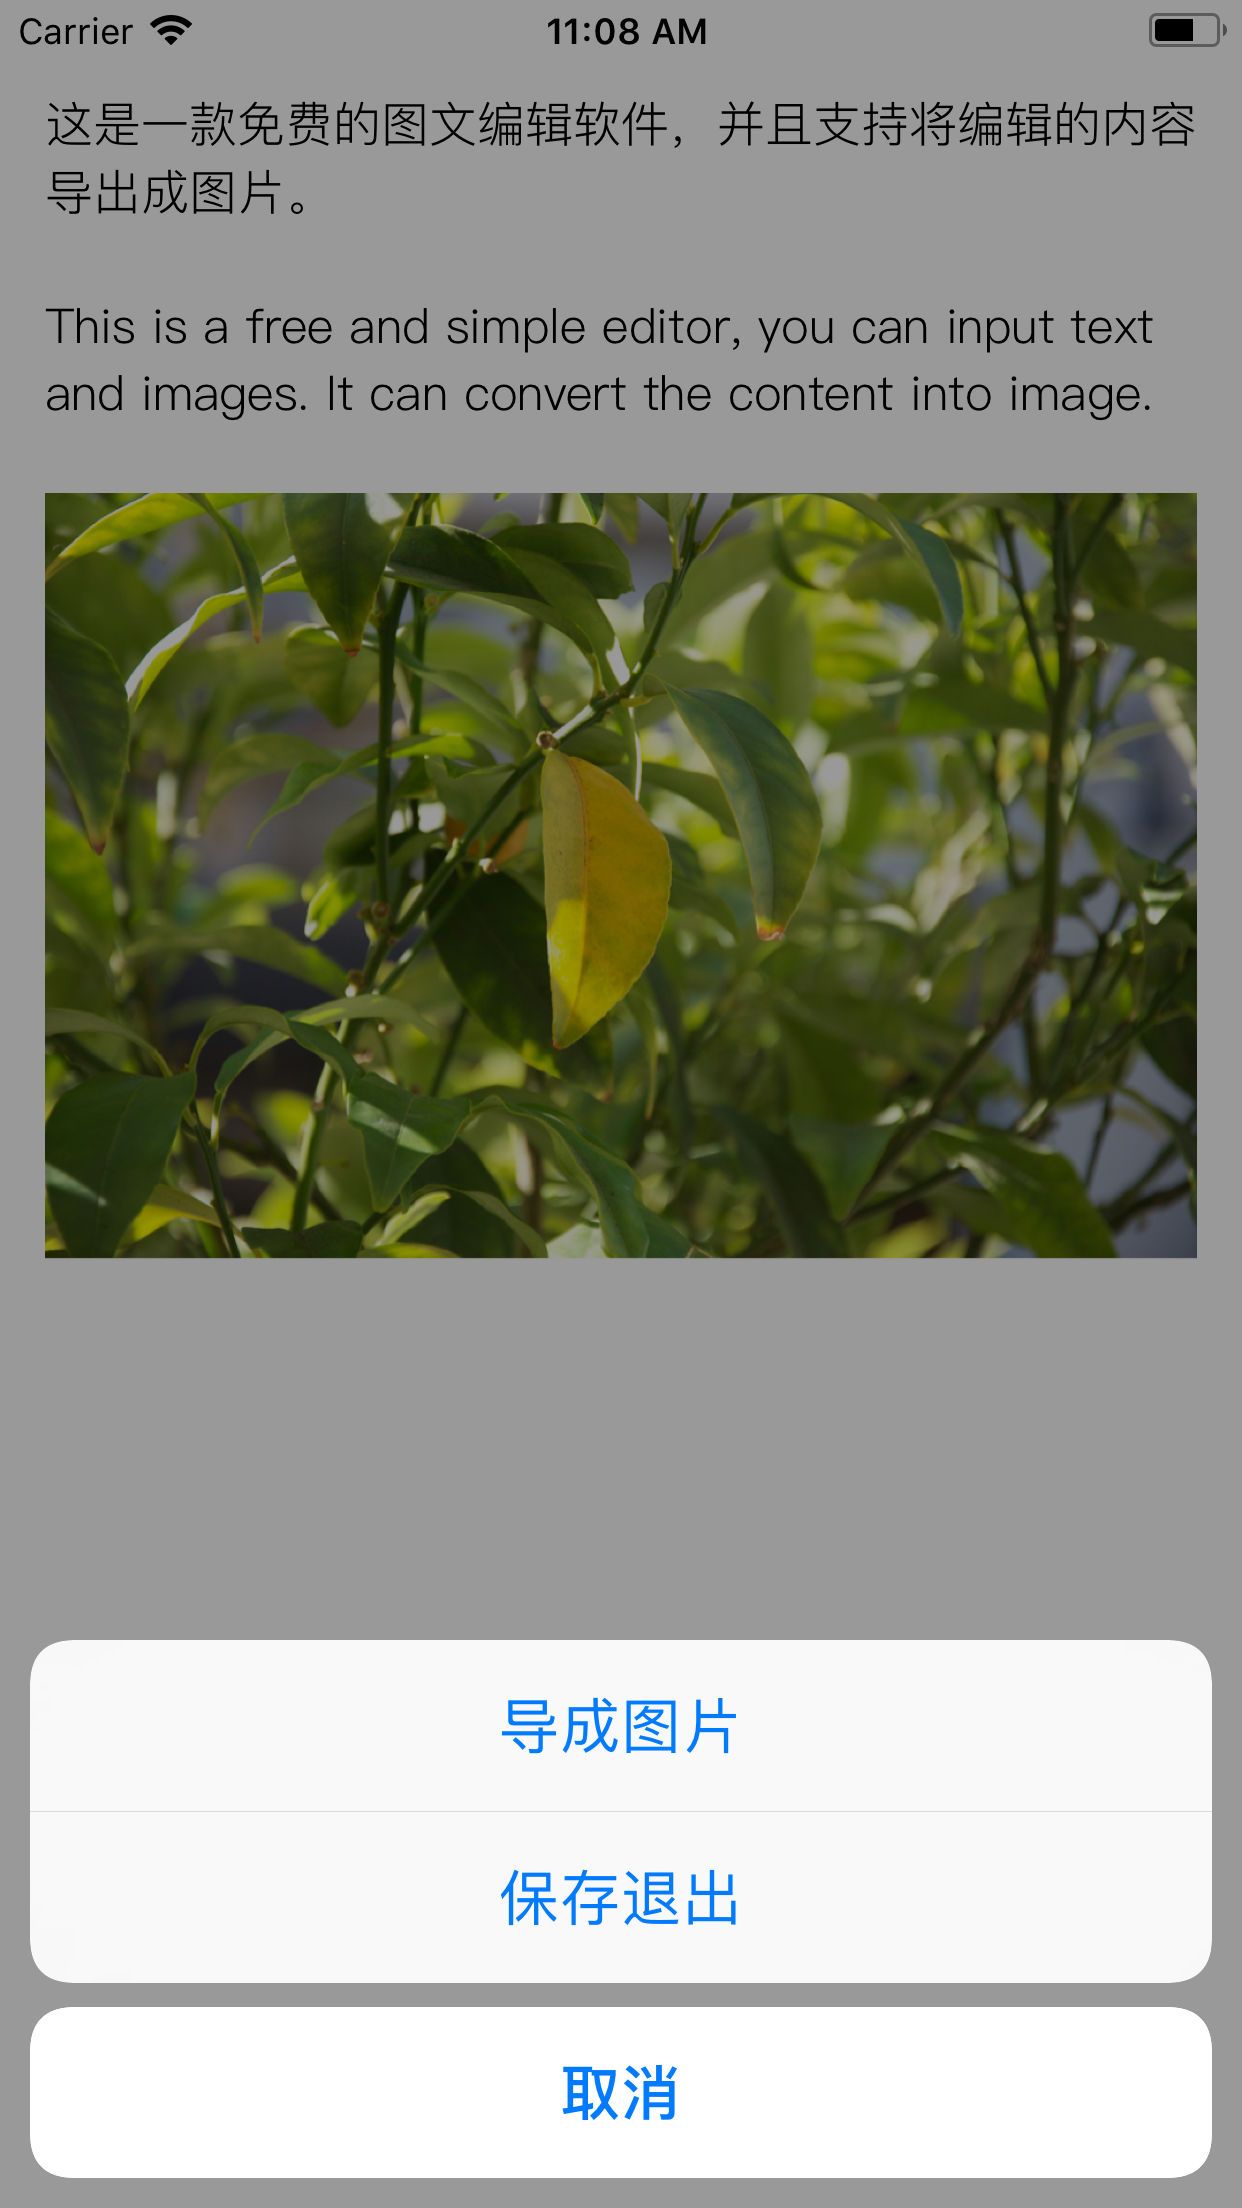 Carrier 11:08 AM
这是一款免费的图文编辑软件，并且支持将编辑的内容
导出成图片。
This is a free and simple editor, you can input text
and images. It can convert the content into image.
导成图片
保存退出
取消